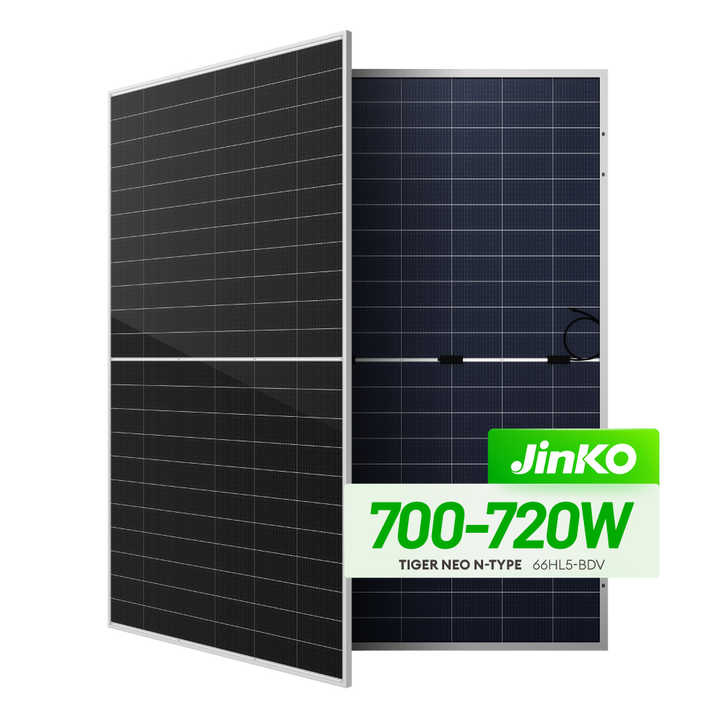 JinKO
700-720W
TIGER NEO N-TYPE 66HL5-BDV